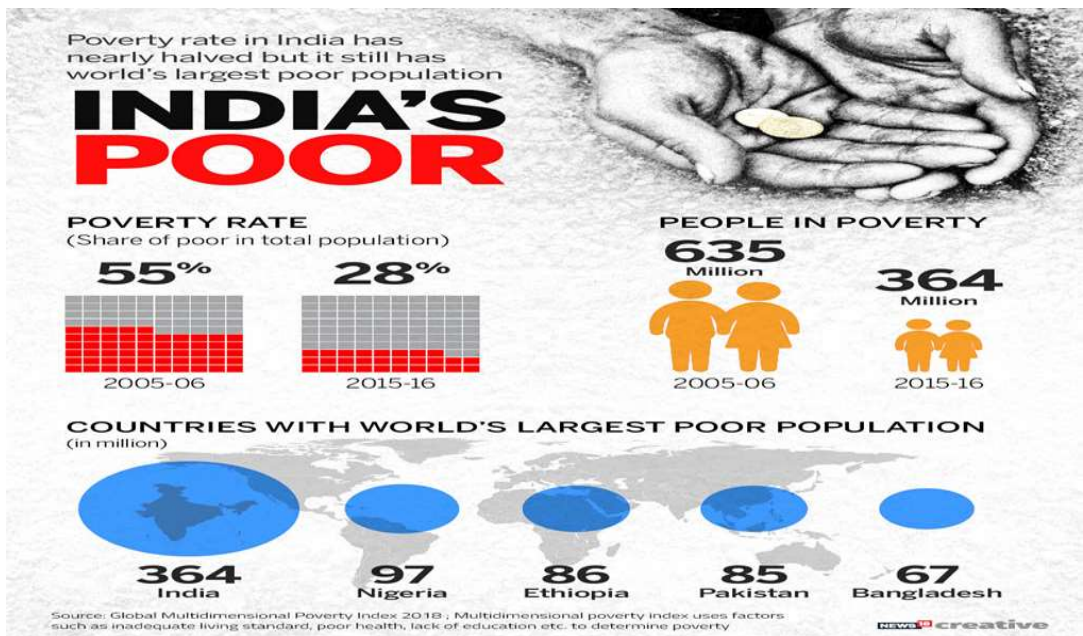 Poverty rate in India has
nearly halved but it still has
world's largest poor population
INDIA'S
POOR
POVERTY RATE
(Share of poor in total population)
55%
2005-06
28%
2015-16
PEOPLE IN POVERTY
635
Million
2005-06
364
Million
2015-16
COUNTRIES WITH WORLD'S LARGEST POOR POPULATION
(in million)
364
India
97
Nigeria
86
Ethiopia
85
Pakistan
67
Bangladesh
Source: Global Multidimensional Poverty Index 2018; Multidimensional poverty index uses factors
such as inadequate living standard, poor health, lack of education etc. to determine poverty
NEWS18 creative